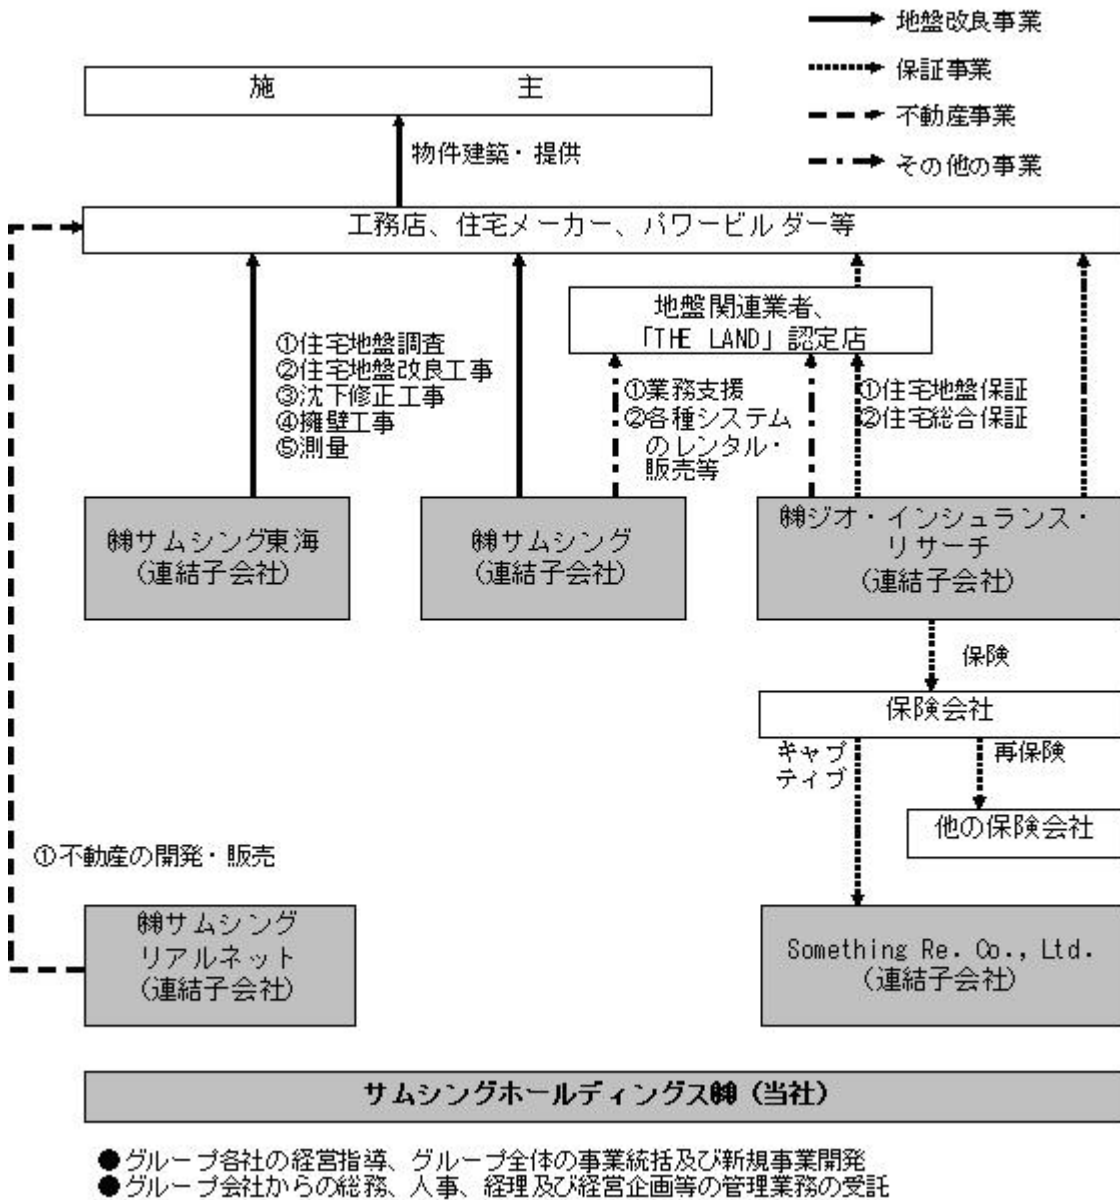 地盤改良事業
保証事業
不動産事業
その他の事業
施 主
物件建築・提供
工務店、住宅メーカー、パワービルダー等
地盤関連業者、
「THE LAND」認定店
①住宅地盤調査
②住宅地盤改良工事
③沈下修正工事
④擁壁工事
⑤測量
①業務支援
②各種システム
のレンタル・
販売等
①住宅地盤保証
②住宅総合保証
㈱サムシング東海
(連結子会社)
㈱サムシング
(連結子会社)
㈱ジオ・インシュランス・
リサーチ
(連結子会社)
保険
保険会社
キャプ
ティブ
再保険
他の保険会社
①不動産の開発・販売
㈱サムシング
リアルネット
(連結子会社)
Something Re. Co., Ltd.
(連結子会社)
サムシングホールディングス㈱(当社)
●グループ各社の経営指導、グループ全体の事業統括及び新規事業開発
●グループ会社からの総務、人事、経理及び経営企画等の管理業務の受託